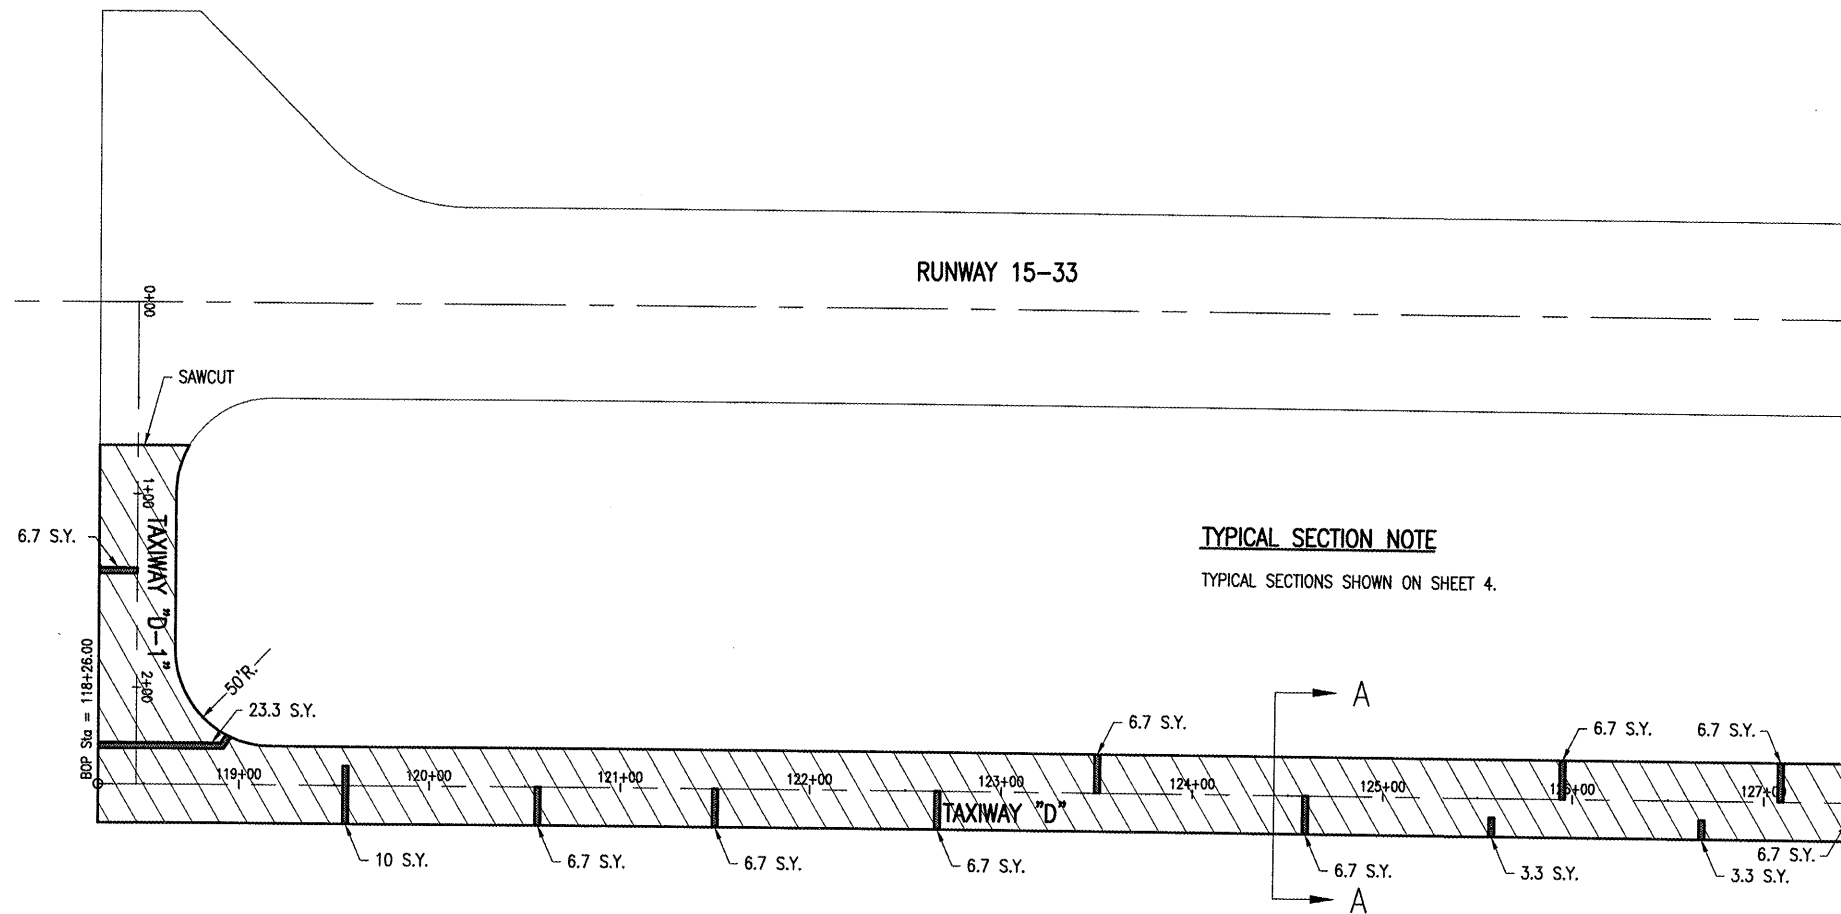 RUNWAY 15-33
0+00
SAWCUT
1+00
TAXIWAY "D-1"
6.7 S.Y.
TYPICAL SECTION NOTE
TYPICAL SECTIONS SHOWN ON SHEET 4.
BOP Sta = 118+26.00
2+00
50'R.
23.3 S.Y.
A
6.7 S.Y.
6.7 S.Y.
6.7 S.Y.
119+00
120+00
121+00
122+00
123+00
124+00
125+00
126+00
127+00
TAXIWAY "D"
10 S.Y.
6.7 S.Y.
6.7 S.Y.
6.7 S.Y.
6.7 S.Y.
3.3 S.Y.
3.3 S.Y.
6.7 S.Y.
A